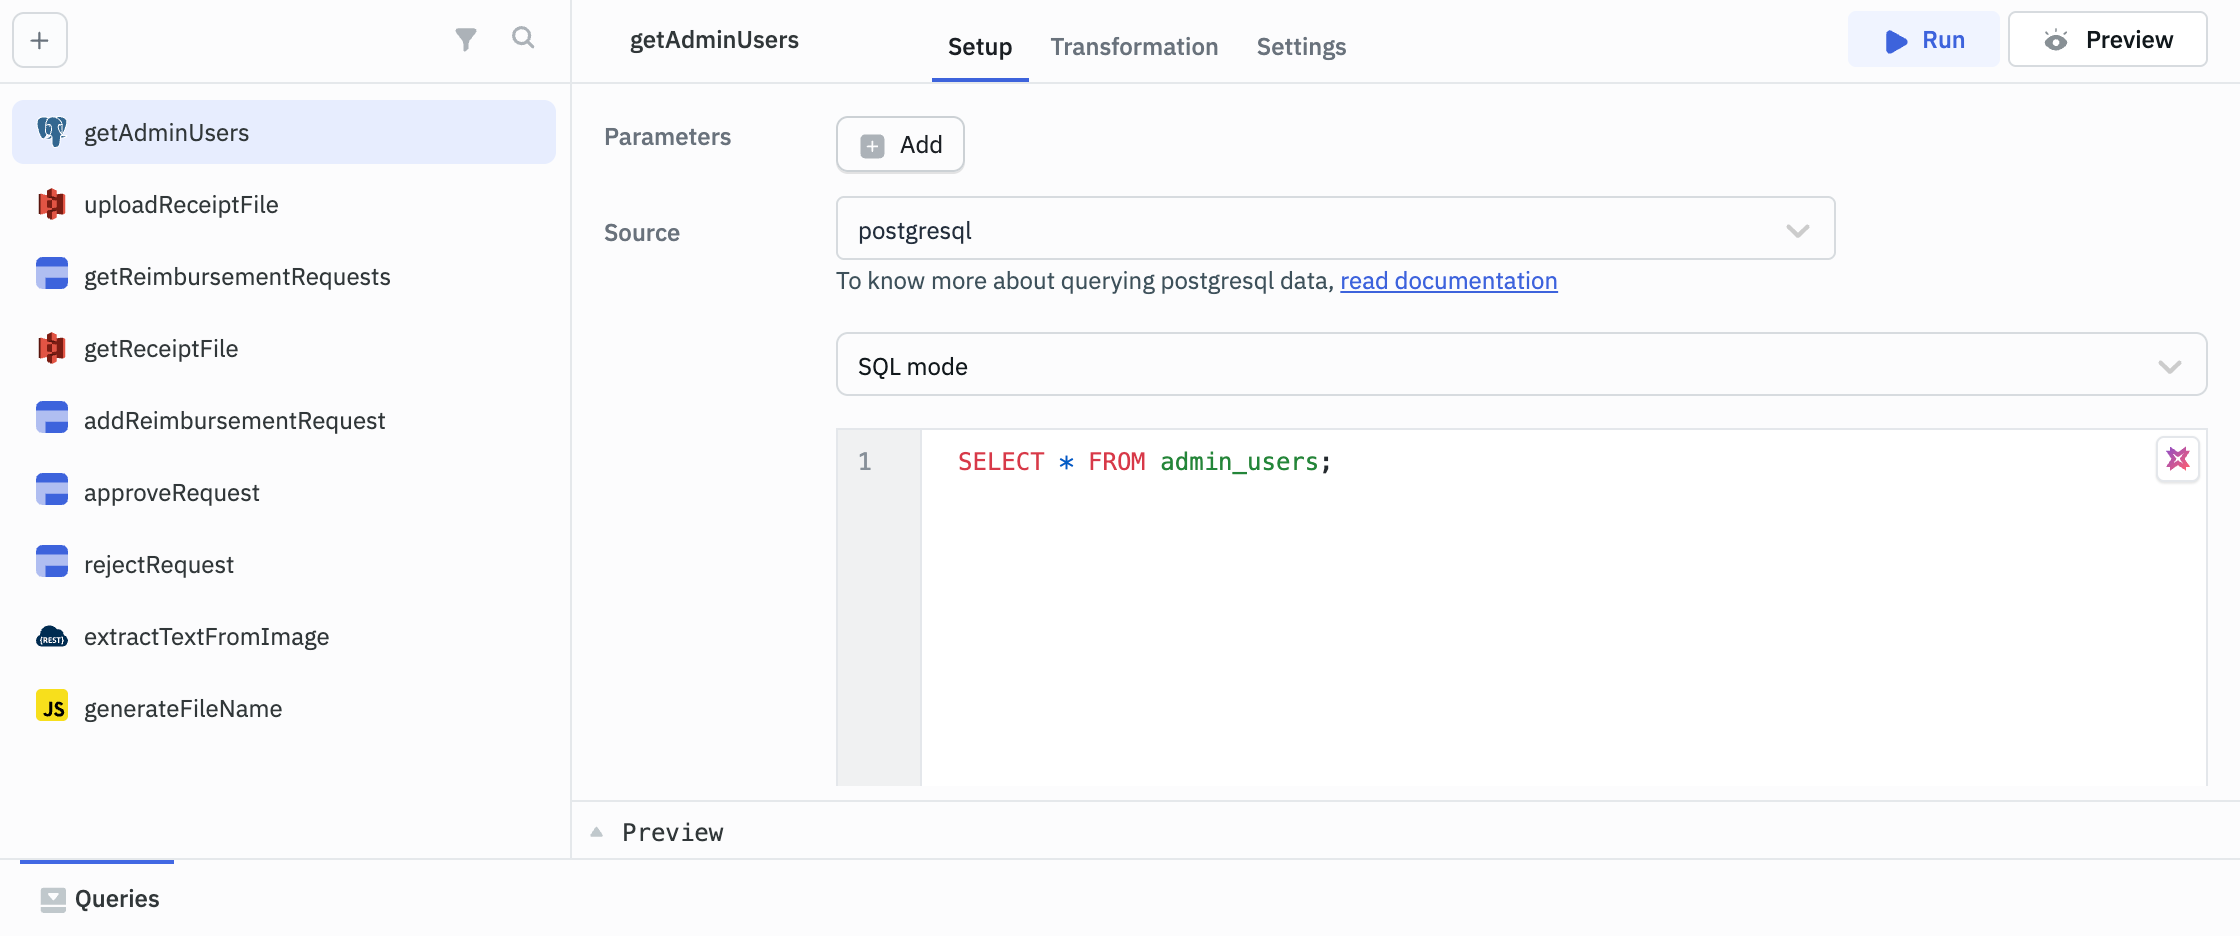 getAdminUsers
Setup
Transformation
Settings
Run
Preview
getAdminUsers
uploadReceiptFile
getReimbursementRequests
getReceiptFile
addReimbursementRequest
approveRequest
rejectRequest
{REST}
extractTextFromImage
JS
generateFileName
Parameters
Add
Source
postgresql
To know more about querying postgresql data, read documentation
SQL mode
1
SELECT * FROM admin_users;
Preview
Queries